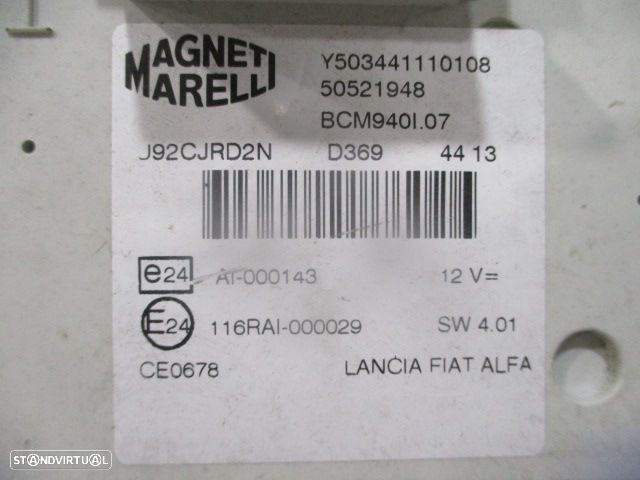 MAGNETI
MARELLI
Y503441110108
50521948
BCM940I.07
J92CJRD2N D369 44 13
e24 AI-000143 12 V=
E24 116RAI-000029 SW 4.01
CE0678 LANCIA FIAT ALFA
STANDVIRTUAL